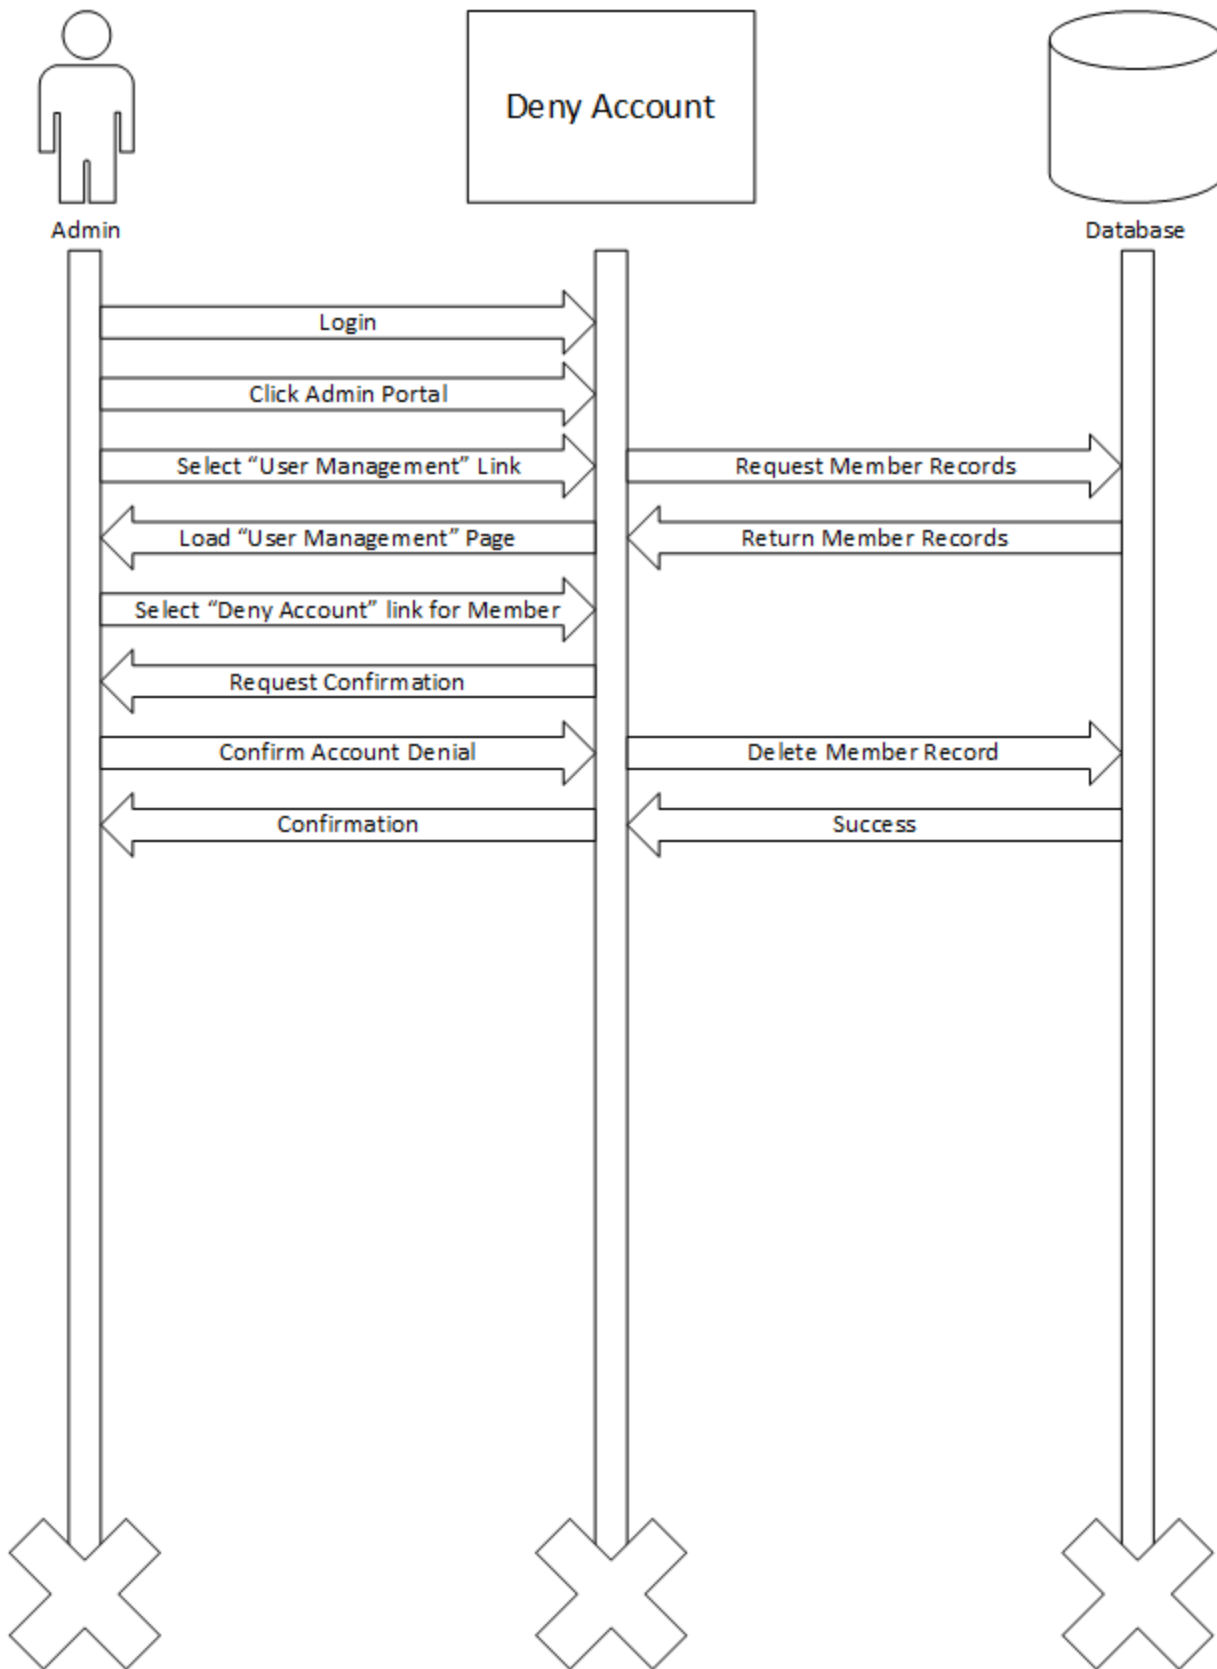 Deny Account
Admin
Database
Login
Click Admin Portal
Select “User Management” Link
Request Member Records
Load “User Management” Page
Return Member Records
Select “Deny Account” link for Member
Request Confirmation
Confirm Account Denial
Delete Member Record
Confirmation
Success